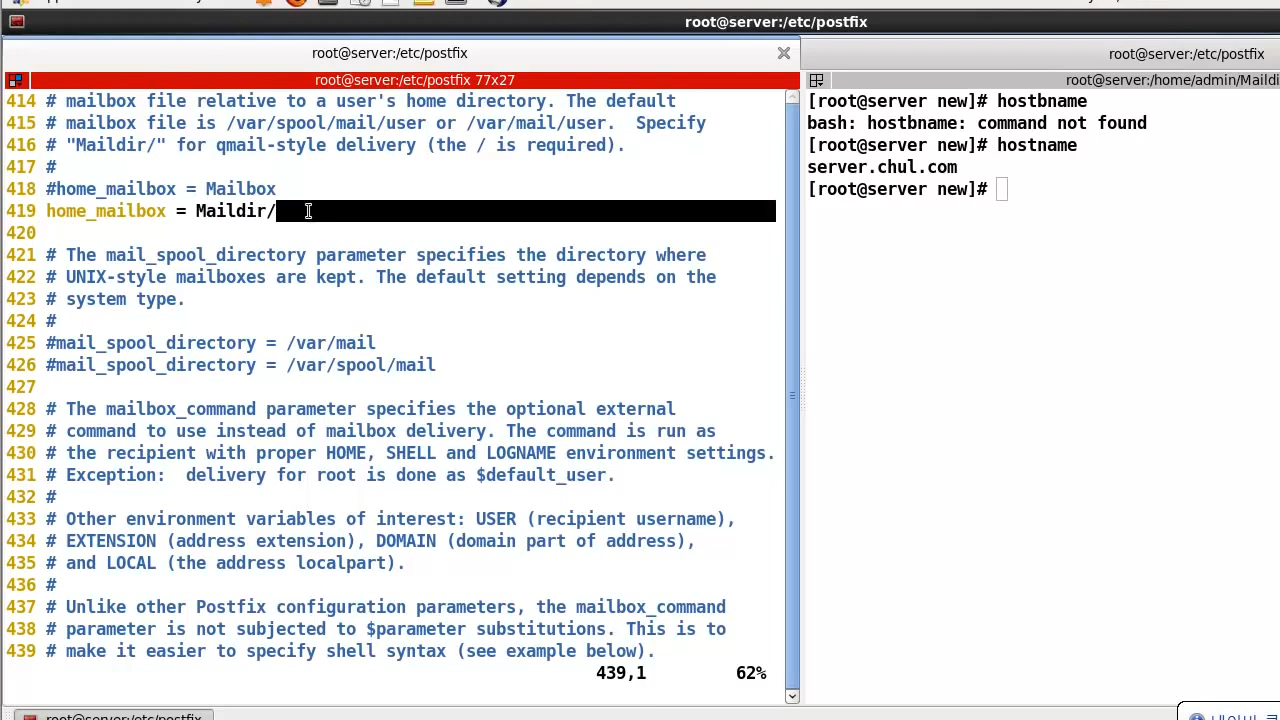 root@server:/etc/postfix
root@server:/etc/postfix
root@server:/etc/postfix 77x27
414 # mailbox file relative to a user's home directory. The default
415 # mailbox file is /var/spool/mail/user or /var/mail/user.  Specify
416 # "Maildir/" for qmail-style delivery (the / is required).
417 #
418 #home_mailbox = Mailbox
419 home_mailbox = Maildir/
420
421 # The mail_spool_directory parameter specifies the directory where
422 # UNIX-style mailboxes are kept. The default setting depends on the
423 # system type.
424 #
425 #mail_spool_directory = /var/mail
426 #mail_spool_directory = /var/spool/mail
427
428 # The mailbox_command parameter specifies the optional external
429 # command to use instead of mailbox delivery. The command is run as
430 # the recipient with proper HOME, SHELL and LOGNAME environment settings.
431 # Exception:  delivery for root is done as $default_user.
432 #
433 # Other environment variables of interest: USER (recipient username),
434 # EXTENSION (address extension), DOMAIN (domain part of address),
435 # and LOCAL (the address localpart).
436 #
437 # Unlike other Postfix configuration parameters, the mailbox_command
438 # parameter is not subjected to $parameter substitutions. This is to
439 # make it easier to specify shell syntax (see example below).
439,1 62%
root@server:/etc/postfix
root@server:/home/admin/Maildi
[root@server new]# hostbname
bash: hostbname: command not found
[root@server new]# hostname
server.chul.com
[root@server new]#
root@server:/etc/postfix